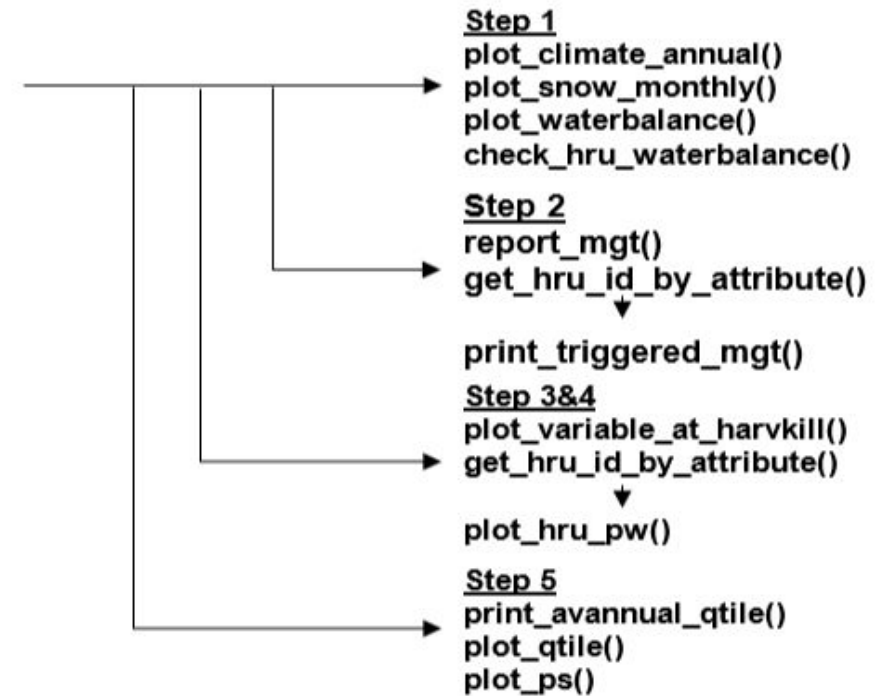 Step 1
plot_climate_annual()
plot_snow_monthly()
plot_waterbalance()
check_hru_waterbalance()
Step 2
report_mgt()
get_hru_id_by_attribute()
print_triggered_mgt()
Step 3&4
plot_variable_at_harvkill()
get_hru_id_by_attribute()
plot_hru_pw()
Step 5
print_avannual_qtile()
plot_qtile()
plot_ps()